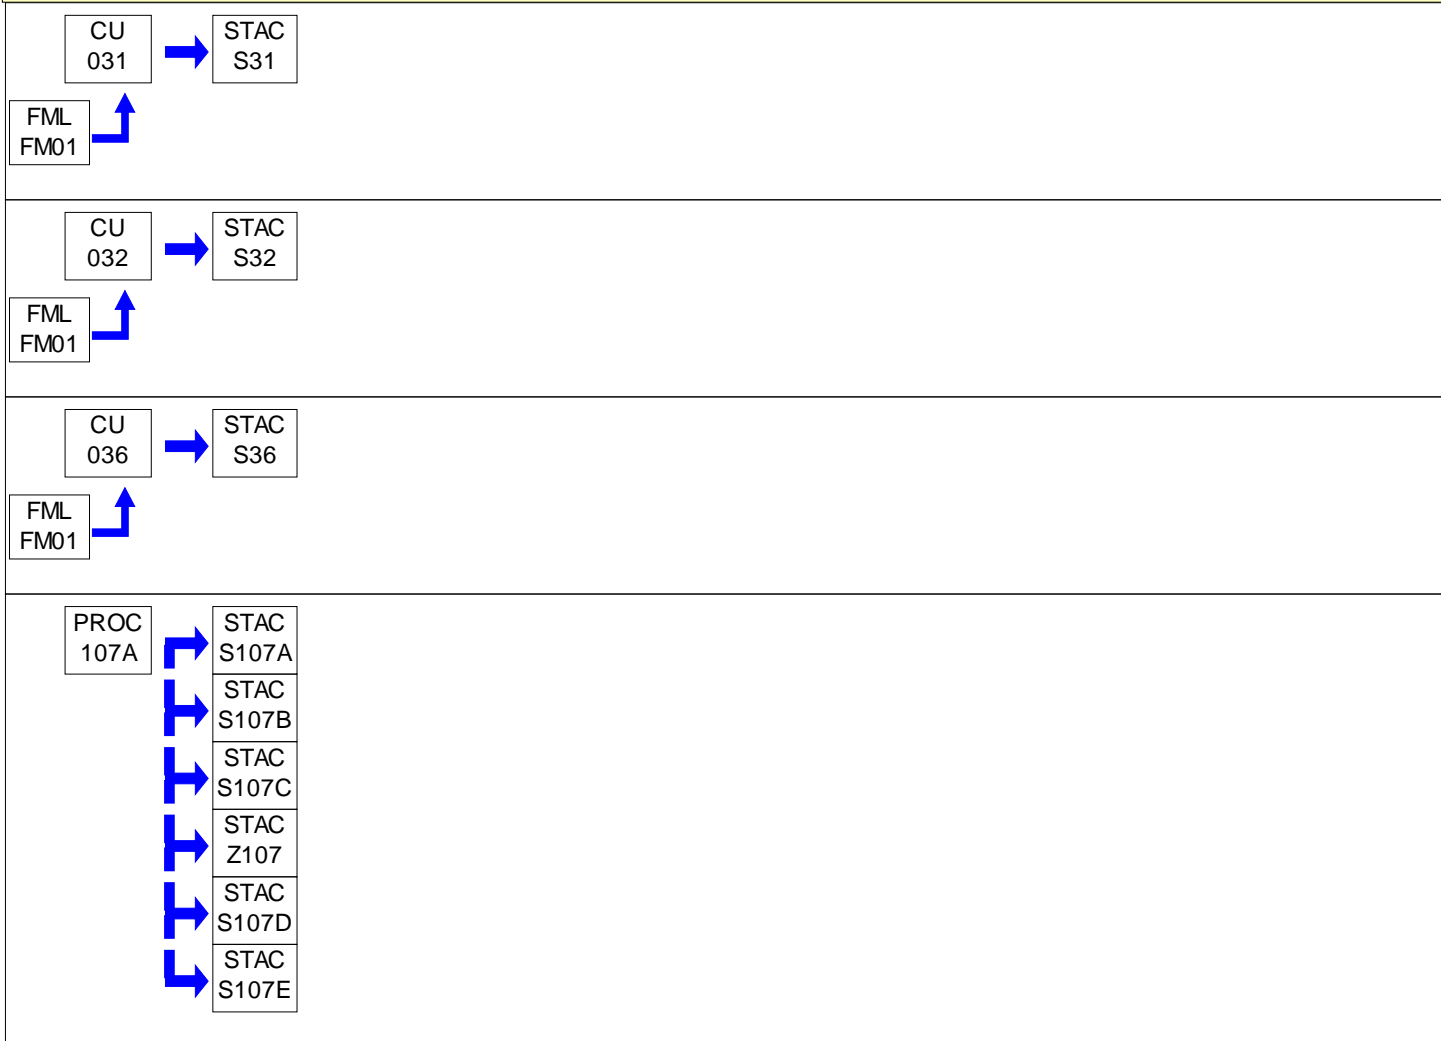 CU
031
STAC
S31
FML
FM01
CU
032
STAC
S32
FML
FM01
CU
036
STAC
S36
FML
FM01
PROC
107A
STAC
S107A
STAC
S107B
STAC
S107C
STAC
Z107
STAC
S107D
STAC
S107E